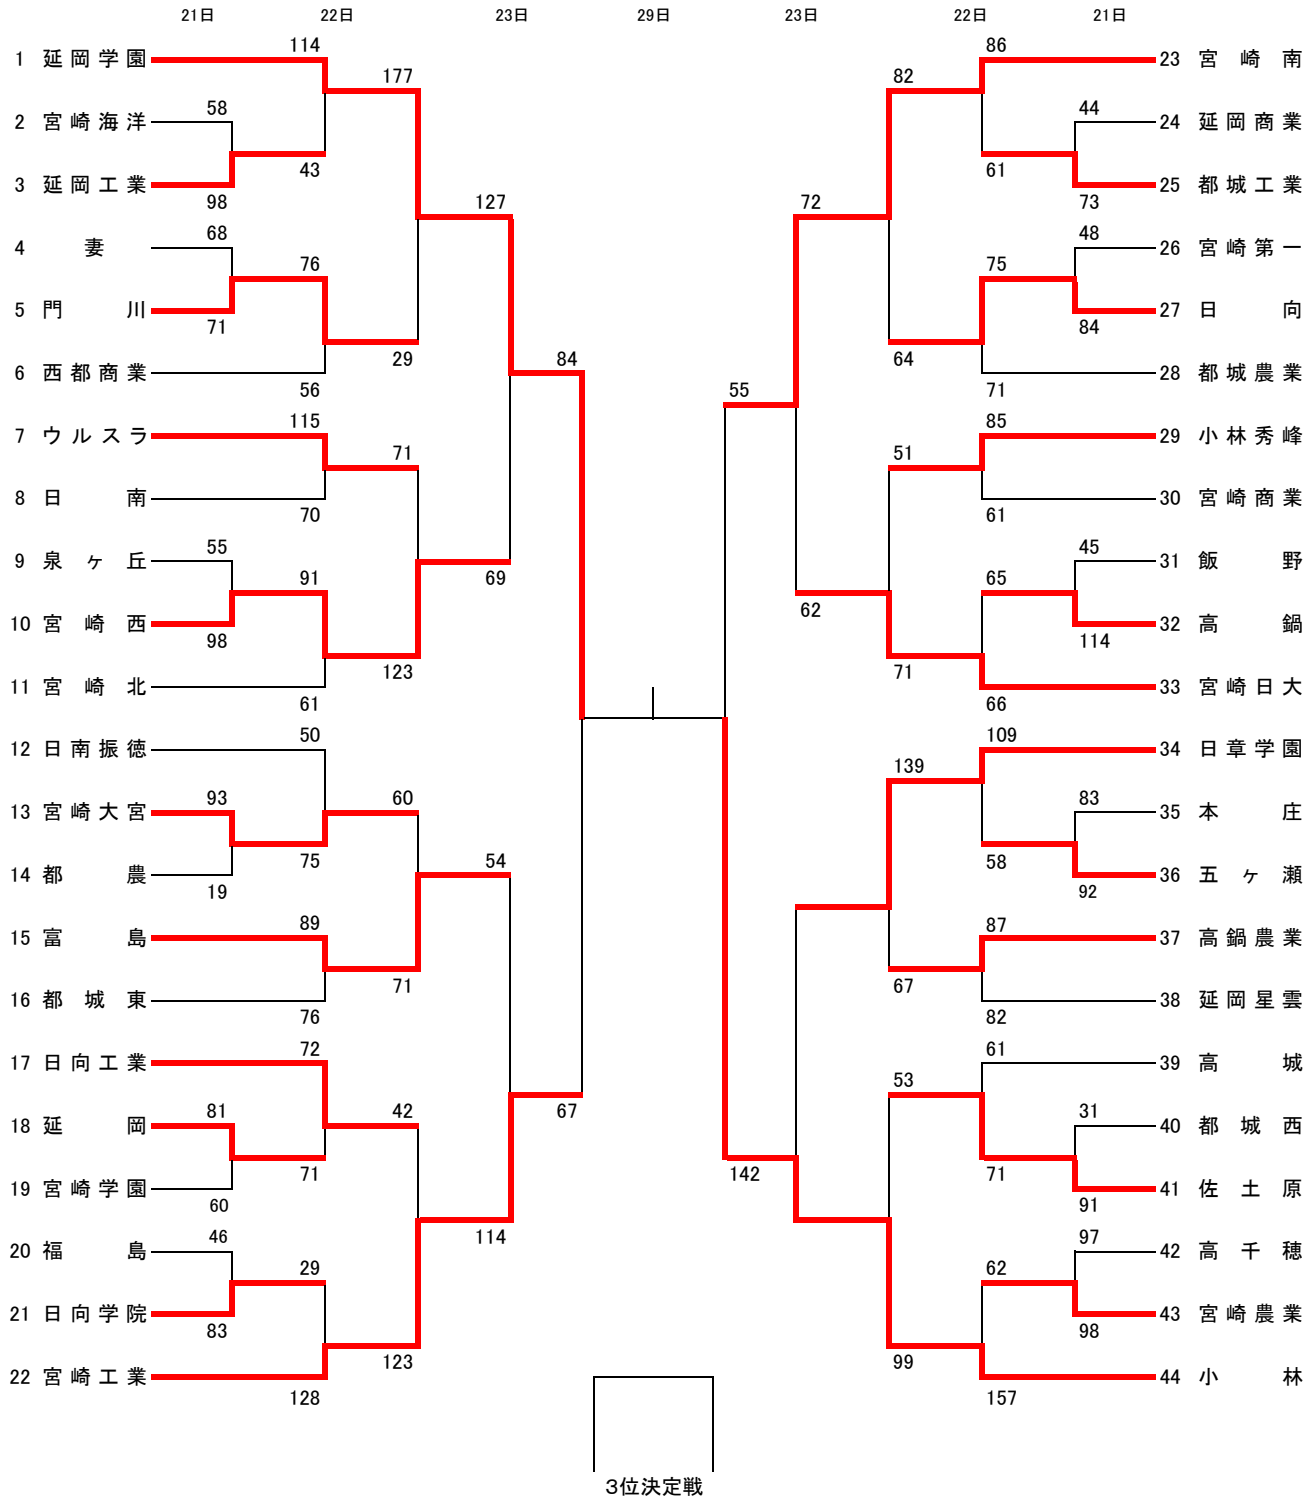 21日 22日 23日 29日 23日 22日 21日
114 86
1 延岡学園 23 宮崎南
177 82
58 44
2 宮崎海洋 24 延岡商業
43 61
3 延岡工業 25 都城工業
98 127 72 73
68 48
4 妻 26 宮崎第一
76 75
5 門川 27 日向
71 84
29 84 64
6 西都商業 28 都城農業
56 55 71
115 85
7 ウルスラ 29 小林秀峰
71 51
8 日南 30 宮崎商業
70 61
55 45
9 泉ヶ丘 31 飯野
91 69 65
10 宮崎西 62 32 高鍋
98 114
123 71
11 宮崎北 33 宮崎日大
61 66
50 109
12 日南振徳 34 日章学園
139
93 60 83
13 宮崎大宮 35 本庄
75 54 58
14 都農 36 五ヶ瀬
19 92
89 87
15 富島 37 高鍋農業
71 67
16 都城東 38 延岡星雲
76 82
72 61
17 日向工業 39 高城
53
81 42 67 31
18 延岡 40 都城西
71 142 71
19 宮崎学園 41 佐土原
60 91
46 114 97
20 福島 42 高千穂
29 62
21 日向学院 43 宮崎農業
83 98
123 99
22 宮崎工業 44 小林
128 157
3位決定戦